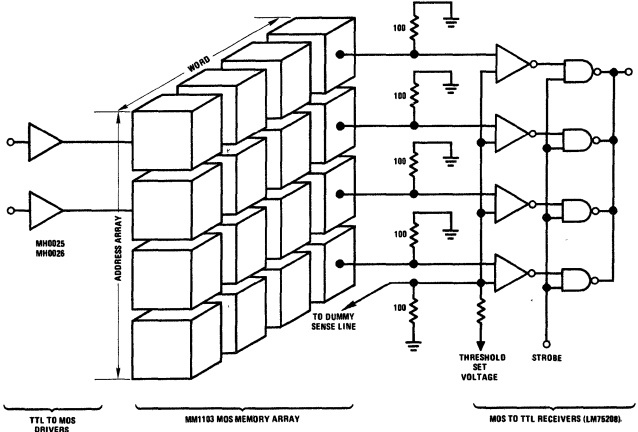 WORD
ADDRESS ARRAY
MH0025
MH0026
100
100
100
100
100
TO DUMMY
SENSE LINE
THRESHOLD
SET
VOLTAGE
STROBE
TTL TO MOS
DRIVERS
MM1103 MOS MEMORY ARRAY
MOS TO TTL RECEIVERS (LM75208)